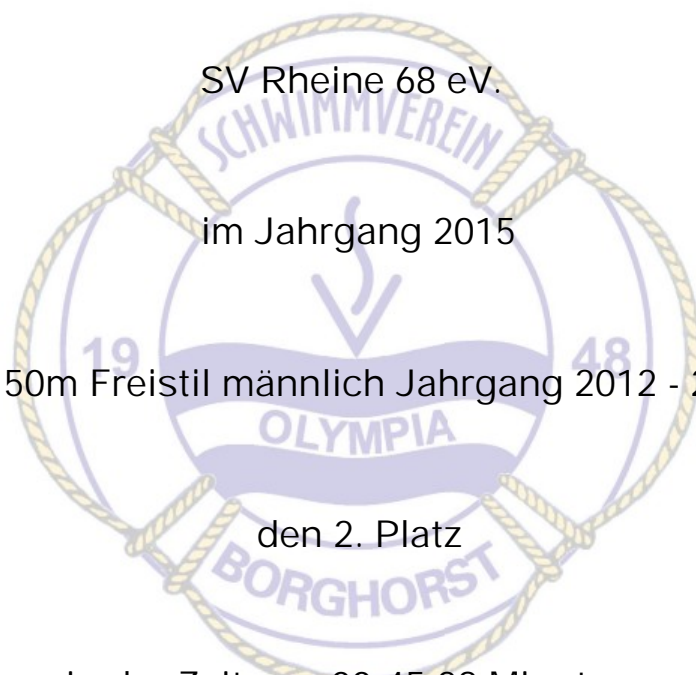 SV Rheine 68 eV.
SCHWIMMVEREIN
im Jahrgang 2015
19 48
50m Freistil männlich Jahrgang 2012 -
OLYMPIA
den 2. Platz
BORGHORST